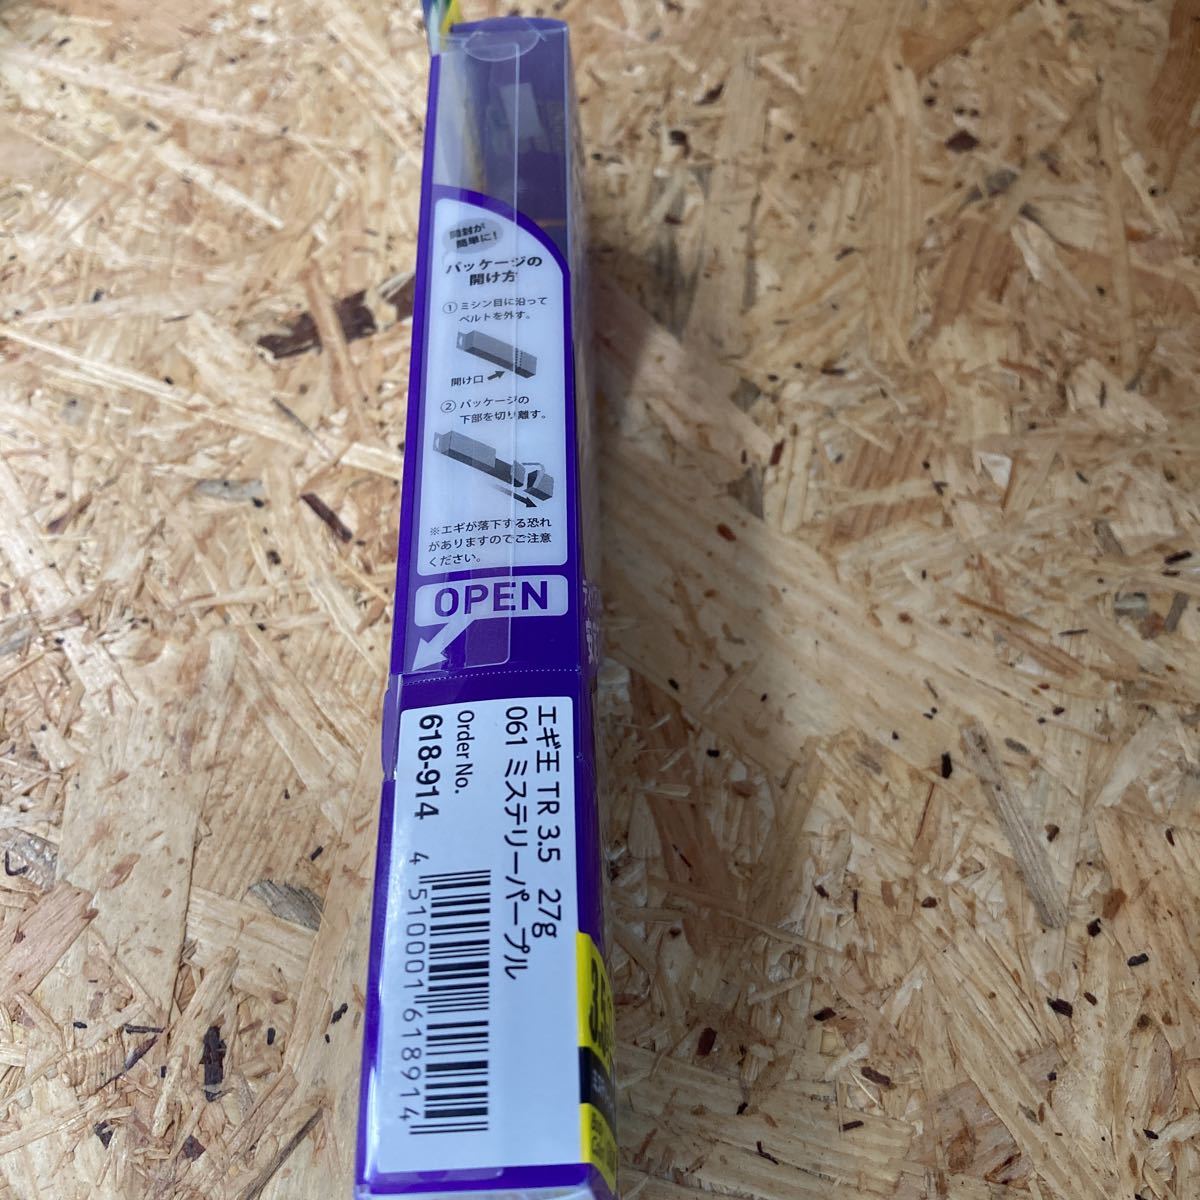 開封が
簡単に!
パッケージの
開け方
① ミシン目に沿って
ベルトを外す。
開け口
② パッケージの
下部を切り離す。
※エギが落下する恐れ
がありますのでご注意
ください。
OPEN
エギ王 TR 3.5 27g
061 ミステリーパープル
Order No.
618-914
4 510001 618914